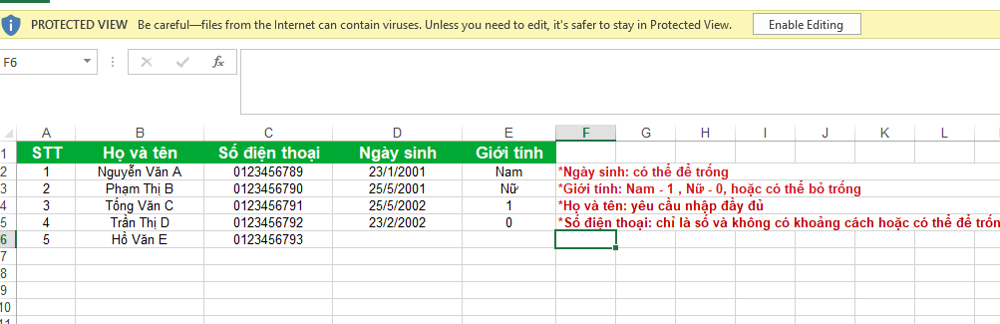 PROTECTED VIEW Be careful—files from the Internet can contain viruses. Unless you need to edit, it's safer to stay in Protected View. Enable Editing
F6 fx
A B C D E F G H I J K L
1 STT Họ và tên Số điện thoại Ngày sinh Giới tính
2 1 Nguyễn Văn A 0123456789 23/1/2001 Nam *Ngày sinh: có thể để trống
3 2 Phạm Thị B 0123456790 25/5/2001 Nữ *Giới tính: Nam - 1 , Nữ - 0, hoặc có thể bỏ trống
4 3 Tống Văn C 0123456791 25/5/2002 1 *Họ và tên: yêu cầu nhập đầy đủ
5 4 Trần Thị D 0123456792 23/2/2002 0 *Số điện thoại: chỉ là số và không có khoảng cách hoặc có thể để trốn
6 5 Hồ Văn E 0123456793
7
8
9
10
11